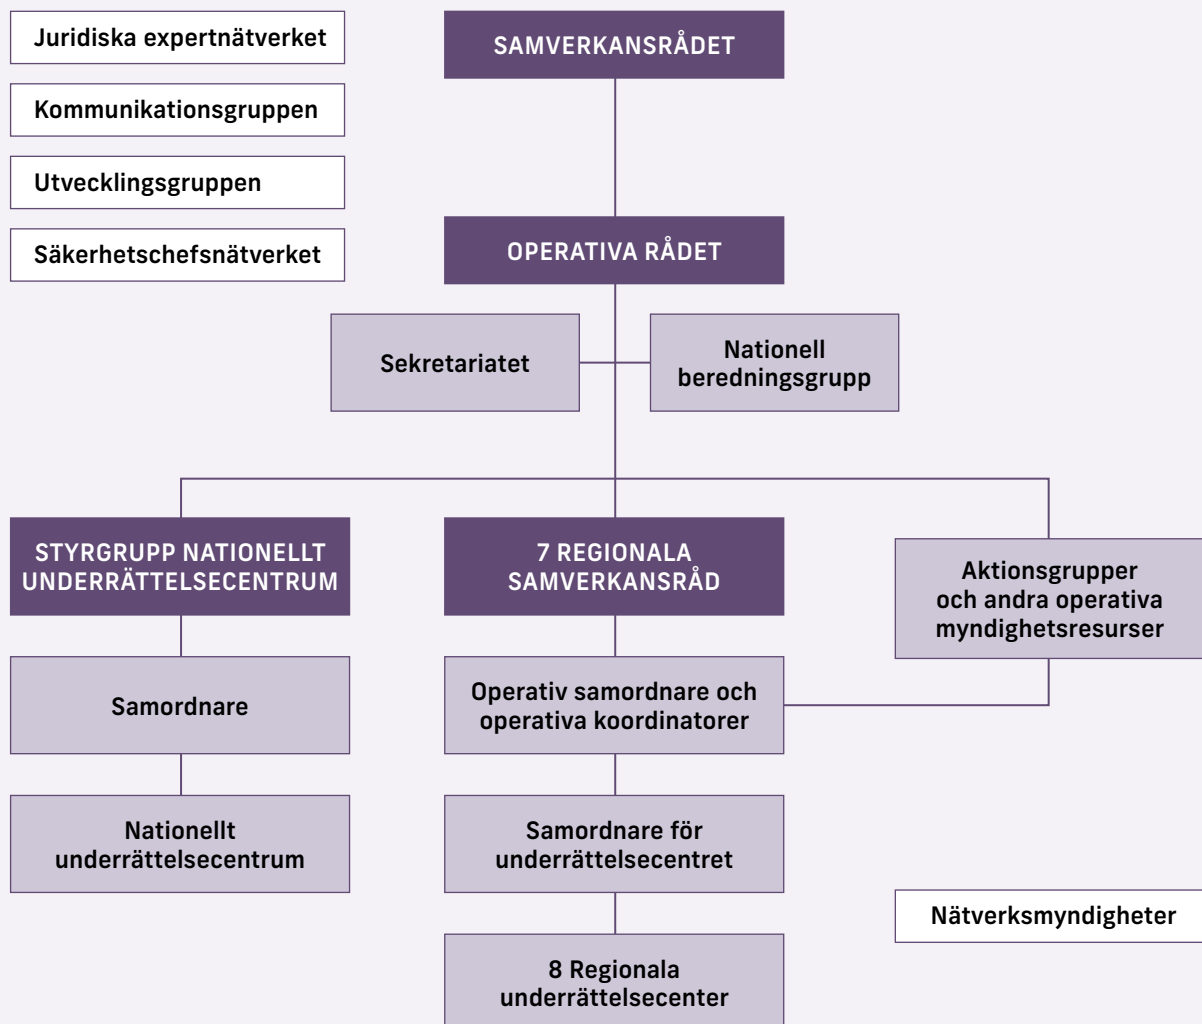 Juridiska expertnätverket
Kommunikationsgruppen
Utvecklingsgruppen
Säkerhetschefsnätverket
SAMVERKANSRÅDET
OPERATIVA RÅDET
Sekretariatet
Nationell
beredningsgrupp
STYRGRUPP NATIONELLT
UNDERRÄTTELSECENTRUM
7 REGIONALA
SAMVERKANSRÅD
Aktionsgrupper
och andra operativa
myndighetsresurser
Samordnare
Operativ samordnare och
operativa koordinatorer
Nationellt
underrättelsecentrum
Samordnare för
underrättelsecentret
Nätverksmyndigheter
8 Regionala
underrättelsecenter